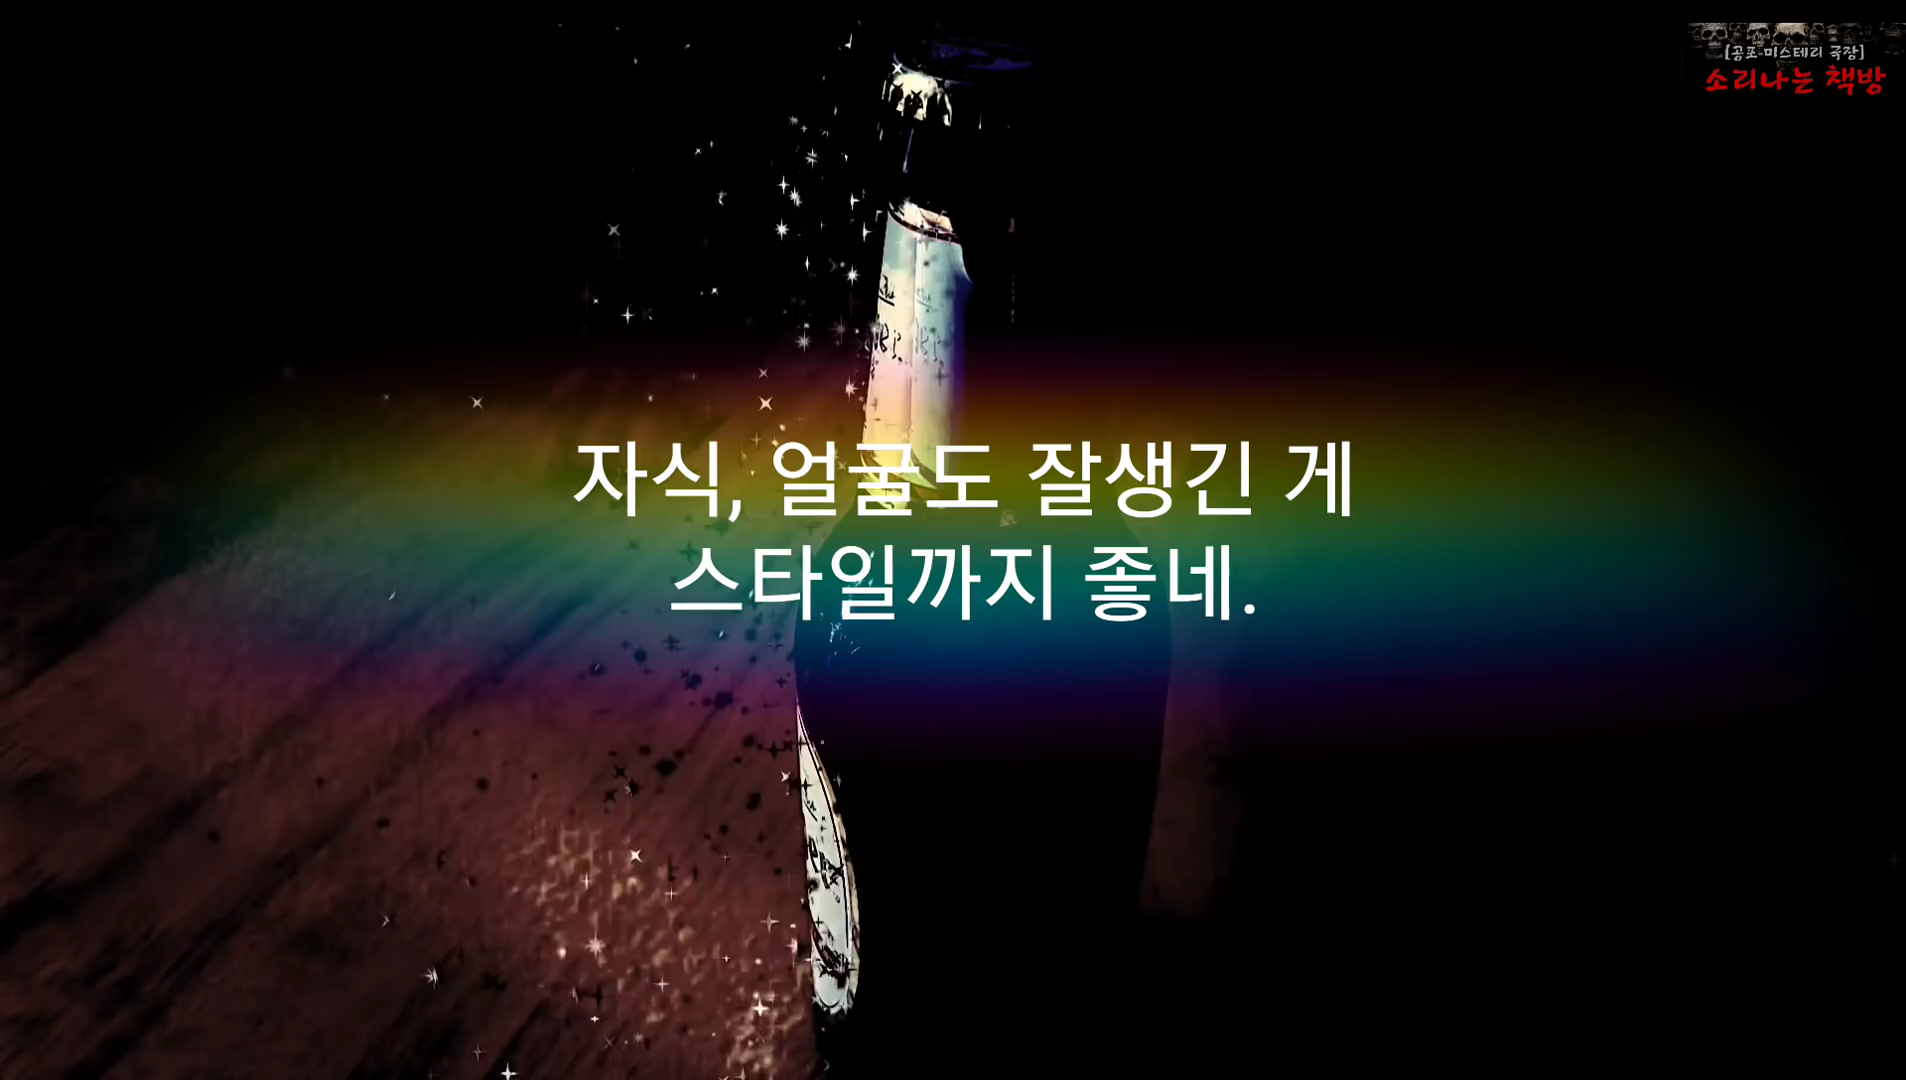 [공포 미스테리 극장]
소리나는 책방
자식, 얼굴도 잘생긴 게
스타일까지 좋네.